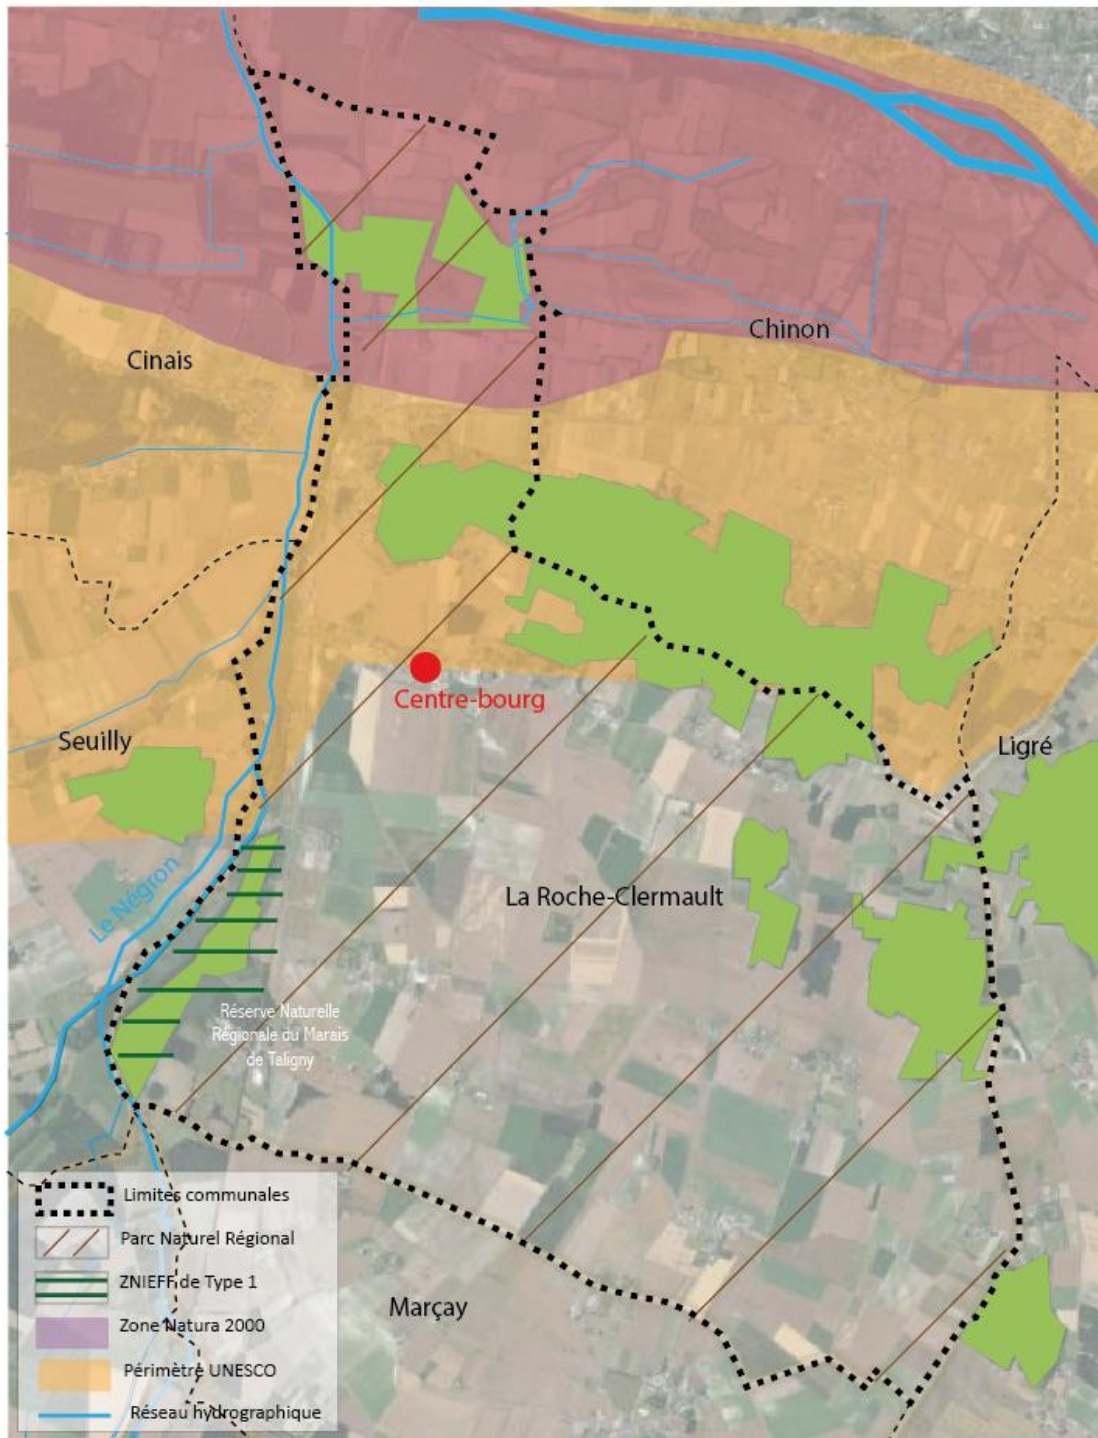 Chinon
Cinais
Centre-bourg
Seuilly
Ligré
Le Négron
La Roche-Clermault
Réserve Naturelle
Régionale du Marais
de Taligny
Marçay
Limites communales
Parc Naturel Régional
ZNIEFF de Type 1
Zone Natura 2000
Périmètre UNESCO
Réseau hydrographique